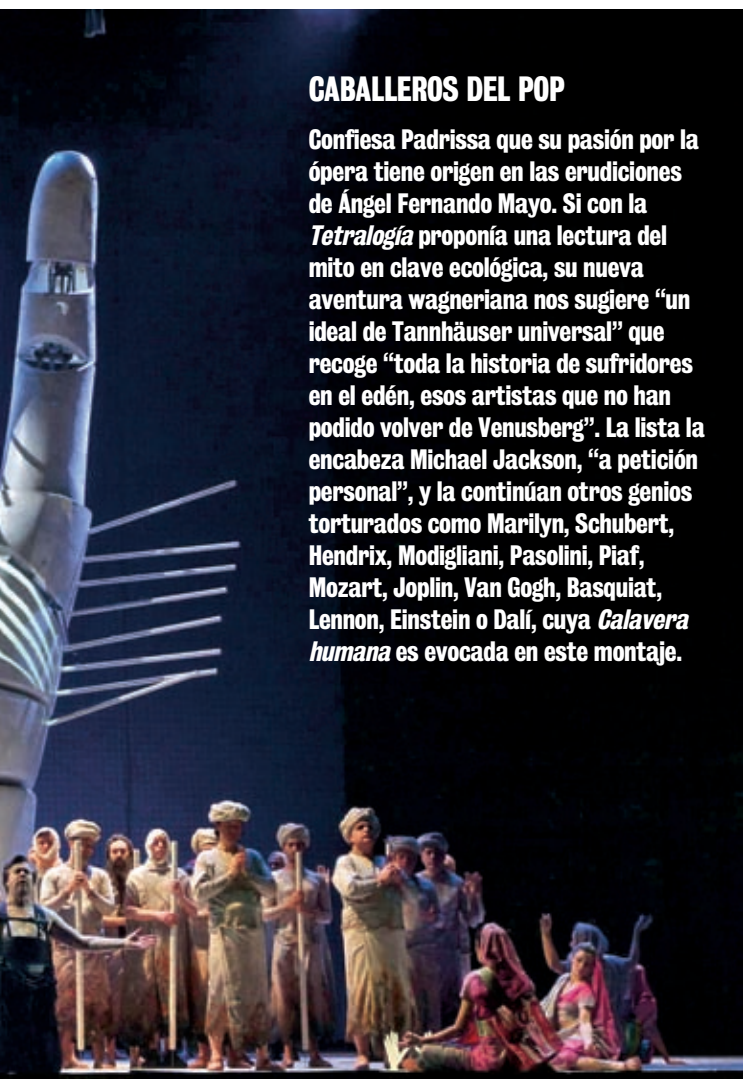 CABALLEROS DEL POP
Confiesa Padrissa que su pasión por la
ópera tiene origen en las erudiciones
de Ángel Fernando Mayo. Si con la
Tetralogía proponía una lectura del
mito en clave ecológica, su nueva
aventura wagneriana nos sugiere “un
ideal de Tannhäuser universal” que
recoge “toda la historia de sufridores
en el edén, esos artistas que no han
podido volver de Venusberg”. La lista la
encabeza Michael Jackson, “a petición
personal”, y la continúan otros genios
torturados como Marilyn, Schubert,
Hendrix, Modigliani, Pasolini, Piaf,
Mozart, Joplin, Van Gogh, Basquiat,
Lennon, Einstein o Dalí, cuya Calavera
humana es evocada en este montaje.